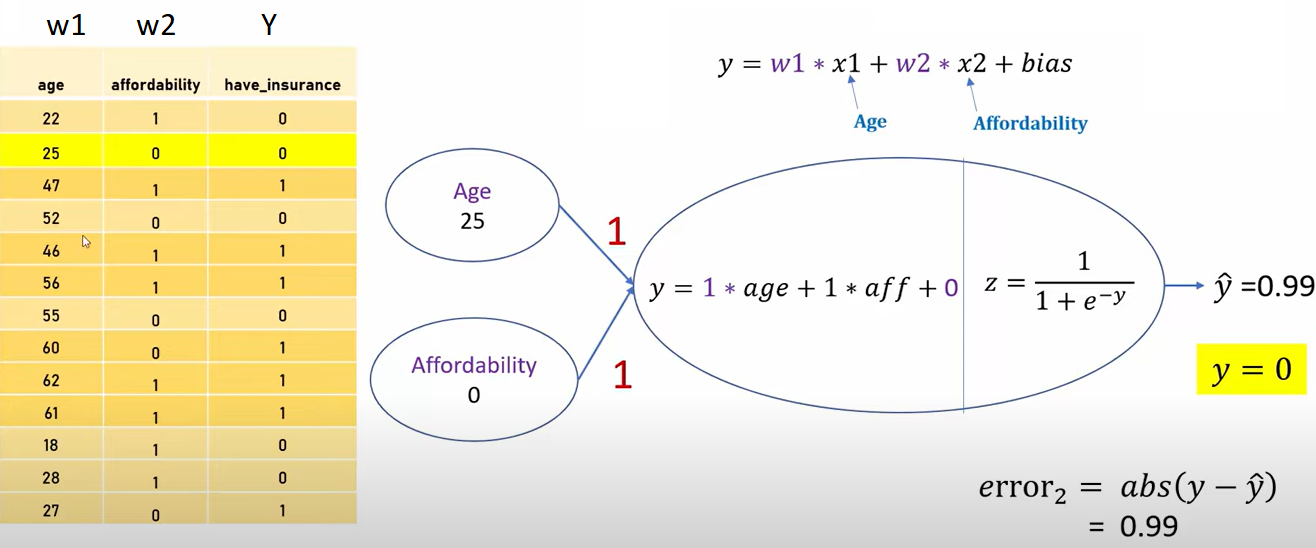 w1 w2 Y
age affordability have_insurance
22 1 0
25 0 0
47 1 1
52 0 0
46 1 1
56 1 1
55 0 0
60 0 1
62 1 1
61 1 1
18 1 0
28 1 0
27 0 1
y = w1 * x1 + w2 * x2 + bias
Age Affordability
Age
25
1
Affordability
0
1
y = 1 * age + 1 * aff + 0
z = 1 / (1 + e^−y)
ŷ =0.99
y = 0
error₂ = abs(y − ŷ)
= 0.99